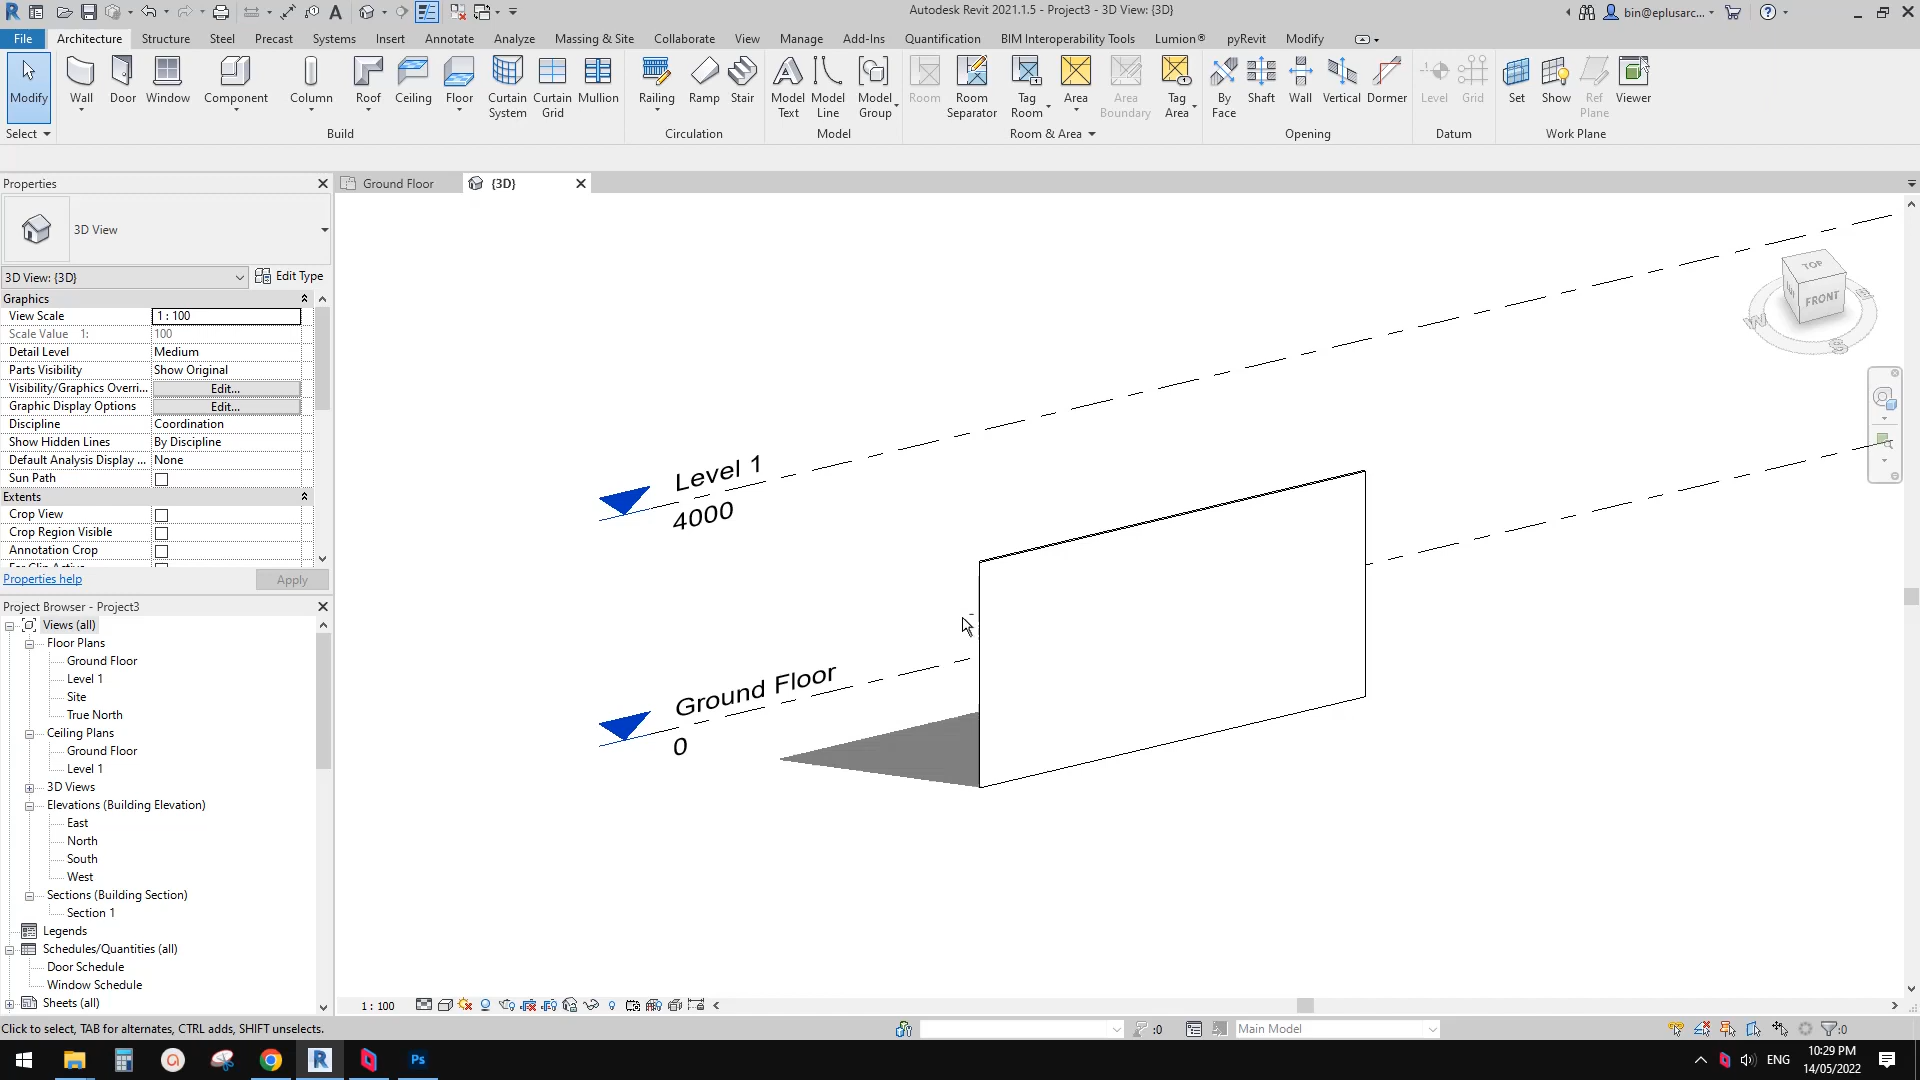 Autodesk Revit 2021.1.5 - Project3 - 3D View: {3D}
bin@eplusarc...
File Architecture Structure Steel Precast Systems Insert Annotate Analyze Massing & Site Collaborate View Manage Add-Ins Quantification BIM Interoperability Tools Lumion® pyRevit Modify
Modify Wall Door Window Component Column Roof Ceiling Floor Curtain System Curtain Grid Mullion Railing Ramp Stair Model Text Model Line Model Group Room Room Separator Tag Room Area Area Boundary Tag Area By Face Shaft Wall Vertical Dormer Level Grid Set Show Ref Plane Viewer
Select Build Circulation Model Room & Area Opening Datum Work Plane
Properties
Ground Floor {3D}
3D View
3D View: {3D} Edit Type
Graphics
View Scale 1 : 100
Scale Value 1: 100
Detail Level Medium
Parts Visibility Show Original
Visibility/Graphics Overri... Edit...
Graphic Display Options Edit...
Discipline Coordination
Show Hidden Lines By Discipline
Default Analysis Display ... None
Sun Path
Extents
Crop View
Crop Region Visible
Annotation Crop
Properties help Apply
Project Browser - Project3
Views (all)
Floor Plans
Ground Floor
Level 1
Site
True North
Ceiling Plans
Ground Floor
Level 1
3D Views
Elevations (Building Elevation)
East
North
South
West
Sections (Building Section)
Section 1
Legends
Schedules/Quantities (all)
Door Schedule
Window Schedule
Sheets (all)
Level 1
4000
Ground Floor
0
TOP
FRONT
W
S
E
1 : 100
Click to select, TAB for alternates, CTRL adds, SHIFT unselects.
:0
Main Model
:0
R
Ps
ENG
10:29 PM
14/05/2022